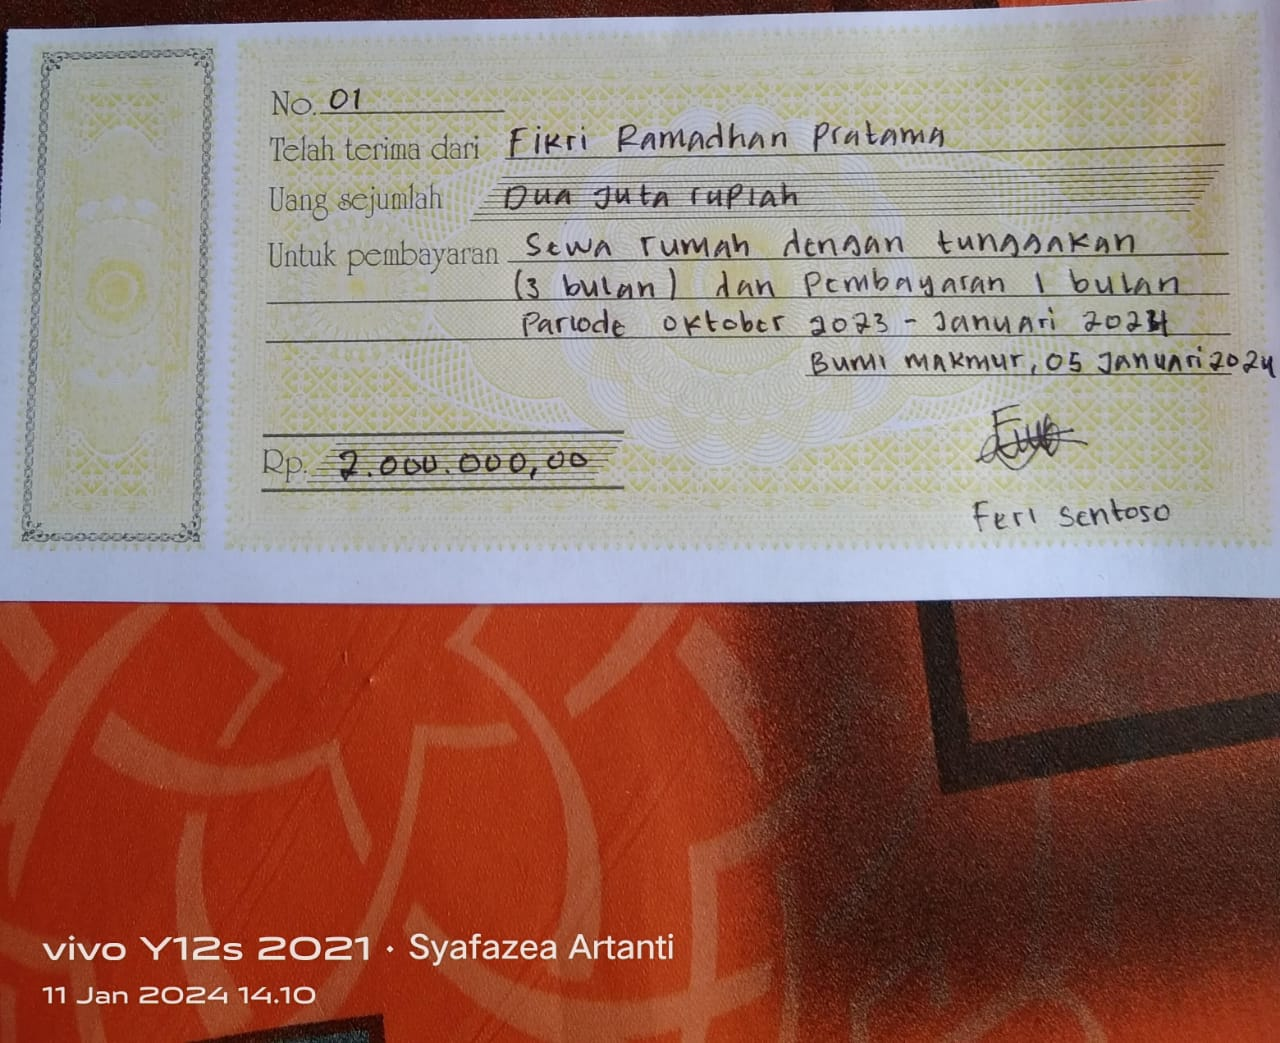 No. 01
Telah terima dari Fikri Ramadhan Pratama
Uang sejumlah Dua Juta rupiah
Untuk pembayaran Sewa rumah dengan tunggakan
(3 bulan) dan Pembayaran 1 bulan
Pariode oktober 2023 - Januari 2024
Bumi makmur, 05 Januari 2024
Rp. 2.000.000,00
Feri Sentoso
vivo Y12s 2021 · Syafazea Artanti
11 Jan 2024 14.10